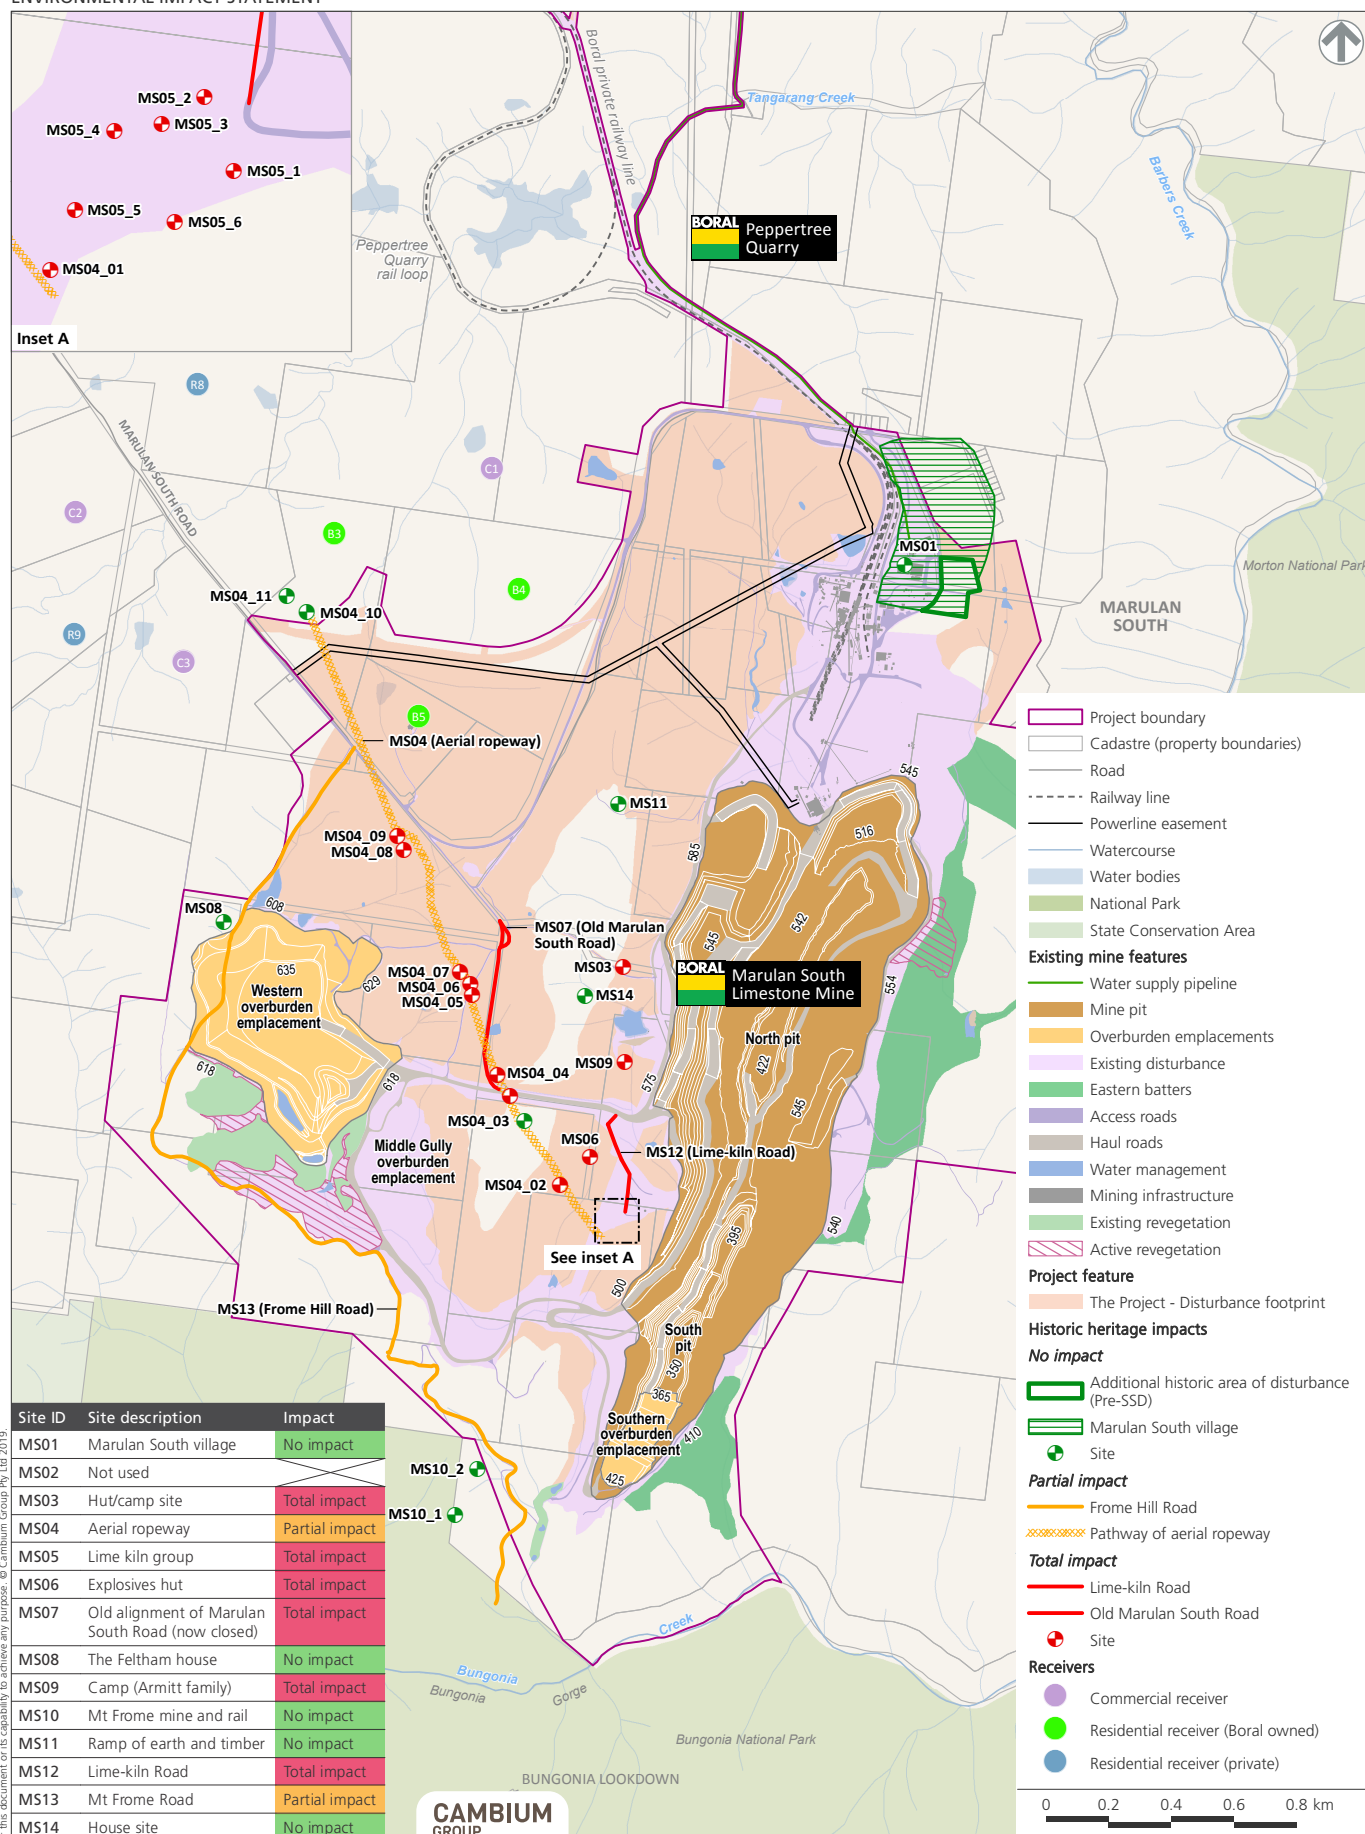 ENVIRONMENTAL IMPACT STATEMENT
MS05_2
MS05_4
MS05_3
MS05_1
MS05_5
MS05_6
MS04_01
Inset A
Boral private railway line
Tangarang Creek
Barbers Creek
BORAL
Peppertree
Quarry
Peppertree
Quarry
rail loop
R8
MARULAN SOUTH ROAD
C1
C2
B3
B4
MS01
Morton National Park
MS04_11
MS04_10
MARULAN
SOUTH
R9
C3
B5
MS04 (Aerial ropeway)
545
MS11
516
MS04_09
MS04_08
585
MS08
608
542
MS07 (Old Marulan
South Road)
545
635
629
MS04_07
MS04_06
MS04_05
MS03
MS14
BORAL
Marulan South
Limestone Mine
554
Western
overburden
emplacement
North pit
422
618
618
MS04_04
MS09
575
545
MS04_03
MS06
MS12 (Lime-kiln Road)
Middle Gully
overburden
emplacement
MS04_02
395
540
See inset A
500
MS13 (Frome Hill Road)
South
pit
350
365
Southern
overburden
emplacement
410
425
MS10_2
MS10_1
Creek
Bungonia
Bungonia
Gorge
Bungonia National Park
BUNGONIA LOOKDOWN
CAMBIUM
GROUP
Project boundary
Cadastre (property boundaries)
Road
Railway line
Powerline easement
Watercourse
Water bodies
National Park
State Conservation Area
Existing mine features
Water supply pipeline
Mine pit
Overburden emplacements
Existing disturbance
Eastern batters
Access roads
Haul roads
Water management
Mining infrastructure
Existing revegetation
Active revegetation
Project feature
The Project - Disturbance footprint
Historic heritage impacts
No impact
Additional historic area of disturbance
(Pre-SSD)
Marulan South village
Site
Partial impact
Frome Hill Road
Pathway of aerial ropeway
Total impact
Lime-kiln Road
Old Marulan South Road
Site
Receivers
Commercial receiver
Residential receiver (Boral owned)
Residential receiver (private)
0 0.2 0.4 0.6 0.8 km
Site ID Site description Impact
MS01 Marulan South village No impact
MS02 Not used
MS03 Hut/camp site Total impact
MS04 Aerial ropeway Partial impact
MS05 Lime kiln group Total impact
MS06 Explosives hut Total impact
MS07 Old alignment of Marulan Total impact
South Road (now closed)
MS08 The Feltham house No impact
MS09 Camp (Armitt family) Total impact
MS10 Mt Frome mine and rail No impact
MS11 Ramp of earth and timber No impact
MS12 Lime-kiln Road Total impact
MS13 Mt Frome Road Partial impact
MS14 House site No impact
this document or its capability to achieve any purpose. © Cambium Group Pty Ltd 2019.